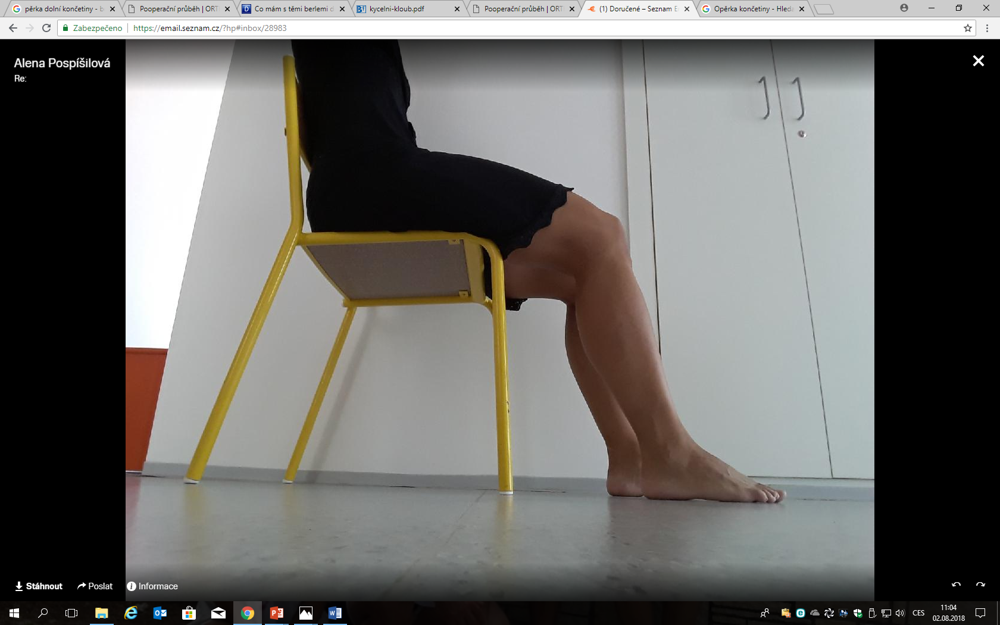 pěrka dolní končetiny - b
Pooperační průběh | ORT
Co mám s těmi berlemi d
kycelni-kloub.pdf
Pooperační průběh | ORT
(1) Doručené – Seznam E
Opěrka končetiny - Hleda
Zabezpečeno
https://email.seznam.cz/?hp#inbox/28983
Alena Pospíšilová
Re:
Stáhnout
Poslat
Informace
CES
11:04
02.08.2018